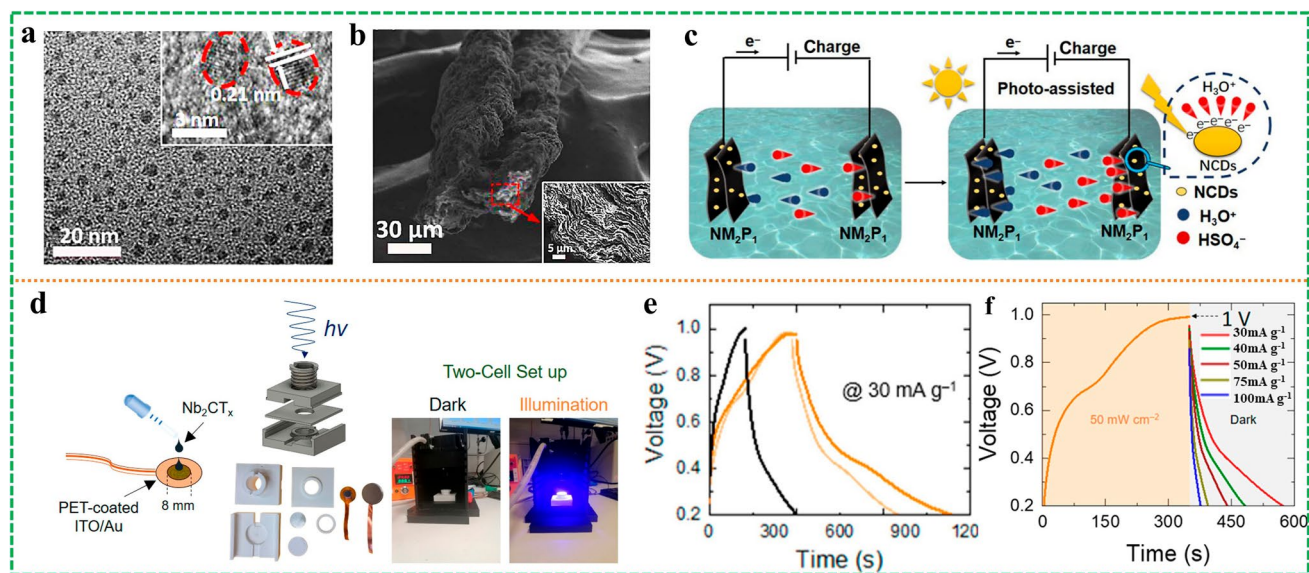 a
0.21 nm
3 nm
20 nm
b
30 µm
5 µm
c
e⁻
Charge
NM₂P₁
NM₂P₁
e⁻
Charge
Photo-assisted
NM₂P₁
NM₂P₁
H₃O⁺
e⁻ e⁻ e⁻ e⁻ e⁻
NCDs
NCDs
H₃O⁺
HSO₄⁻
d
hv
Nb₂CTₓ
PET-coated
ITO/Au
8 mm
Two-Cell Set up
Dark
Illumination
e
Voltage (V)
1.0
0.8
0.6
0.4
0.2
@ 30 mA g⁻¹
0 300 600 900 120
Time (s)
f
Voltage (V)
1.0
0.8
0.6
0.4
0.2
1 V
30mA g⁻¹
40mA g⁻¹
50mA g⁻¹
75mA g⁻¹
100mA g⁻¹
50 mW cm⁻²
Dark
0 150 300 450 600
Time (s)